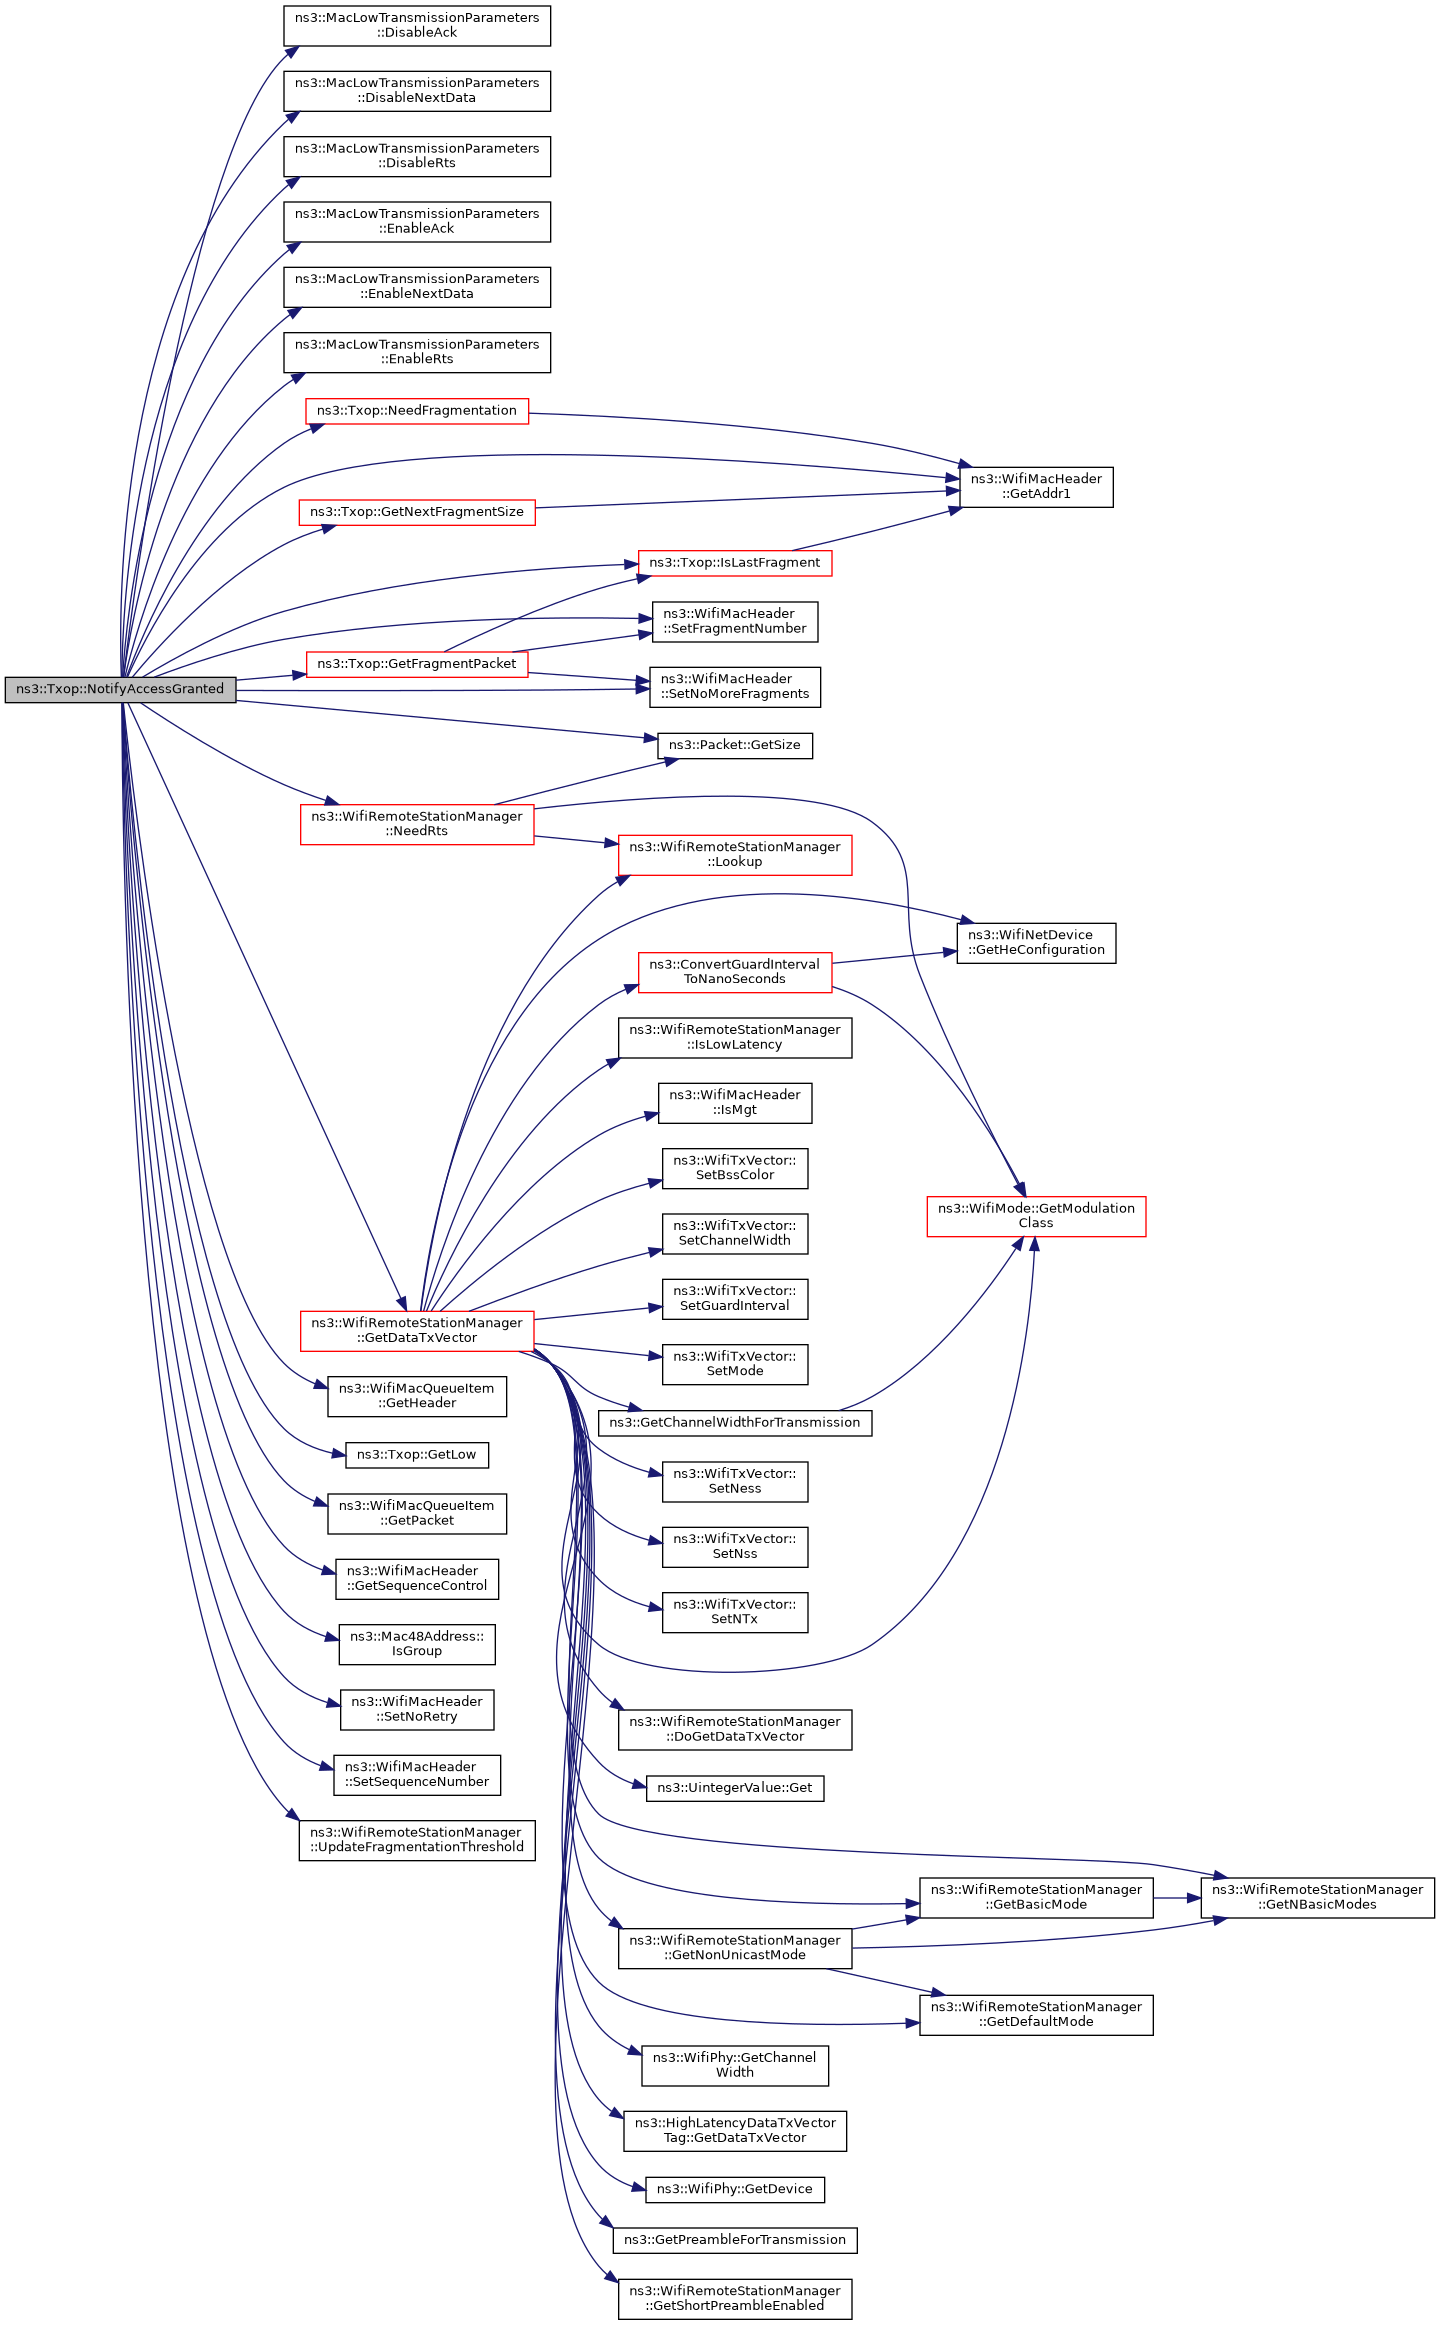 ns3::MacLowTransmissionParameters
::DisableAck
ns3::MacLowTransmissionParameters
::DisableNextData
ns3::MacLowTransmissionParameters
::DisableRts
ns3::MacLowTransmissionParameters
::EnableAck
ns3::MacLowTransmissionParameters
::EnableNextData
ns3::MacLowTransmissionParameters
::EnableRts
ns3::Txop::NeedFragmentation
ns3::WifiMacHeader
::GetAddr1
ns3::Txop::GetNextFragmentSize
ns3::Txop::IsLastFragment
ns3::WifiMacHeader
::SetFragmentNumber
ns3::Txop::GetFragmentPacket
ns3::WifiMacHeader
::SetNoMoreFragments
ns3::Txop::NotifyAccessGranted
ns3::Packet::GetSize
ns3::WifiRemoteStationManager
::NeedRts
ns3::WifiRemoteStationManager
::Lookup
ns3::WifiNetDevice
::GetHeConfiguration
ns3::ConvertGuardInterval
ToNanoSeconds
ns3::WifiRemoteStationManager
::IsLowLatency
ns3::WifiMacHeader
::IsMgt
ns3::WifiTxVector::
SetBssColor
ns3::WifiMode::GetModulation
Class
ns3::WifiTxVector::
SetChannelWidth
ns3::WifiTxVector::
SetGuardInterval
ns3::WifiRemoteStationManager
::GetDataTxVector
ns3::WifiTxVector::
SetMode
ns3::WifiMacQueueItem
::GetHeader
ns3::GetChannelWidthForTransmission
ns3::Txop::GetLow
ns3::WifiTxVector::
SetNess
ns3::WifiMacQueueItem
::GetPacket
ns3::WifiTxVector::
SetNss
ns3::WifiMacHeader
::GetSequenceControl
ns3::WifiTxVector::
SetNTx
ns3::Mac48Address::
IsGroup
ns3::WifiMacHeader
::SetNoRetry
ns3::WifiRemoteStationManager
::DoGetDataTxVector
ns3::WifiMacHeader
::SetSequenceNumber
ns3::UintegerValue::Get
ns3::WifiRemoteStationManager
::UpdateFragmentationThreshold
ns3::WifiRemoteStationManager
::GetBasicMode
ns3::WifiRemoteStationManager
::GetNBasicModes
ns3::WifiRemoteStationManager
::GetNonUnicastMode
ns3::WifiRemoteStationManager
::GetDefaultMode
ns3::WifiPhy::GetChannel
Width
ns3::HighLatencyDataTxVector
Tag::GetDataTxVector
ns3::WifiPhy::GetDevice
ns3::GetPreambleForTransmission
ns3::WifiRemoteStationManager
::GetShortPreambleEnabled